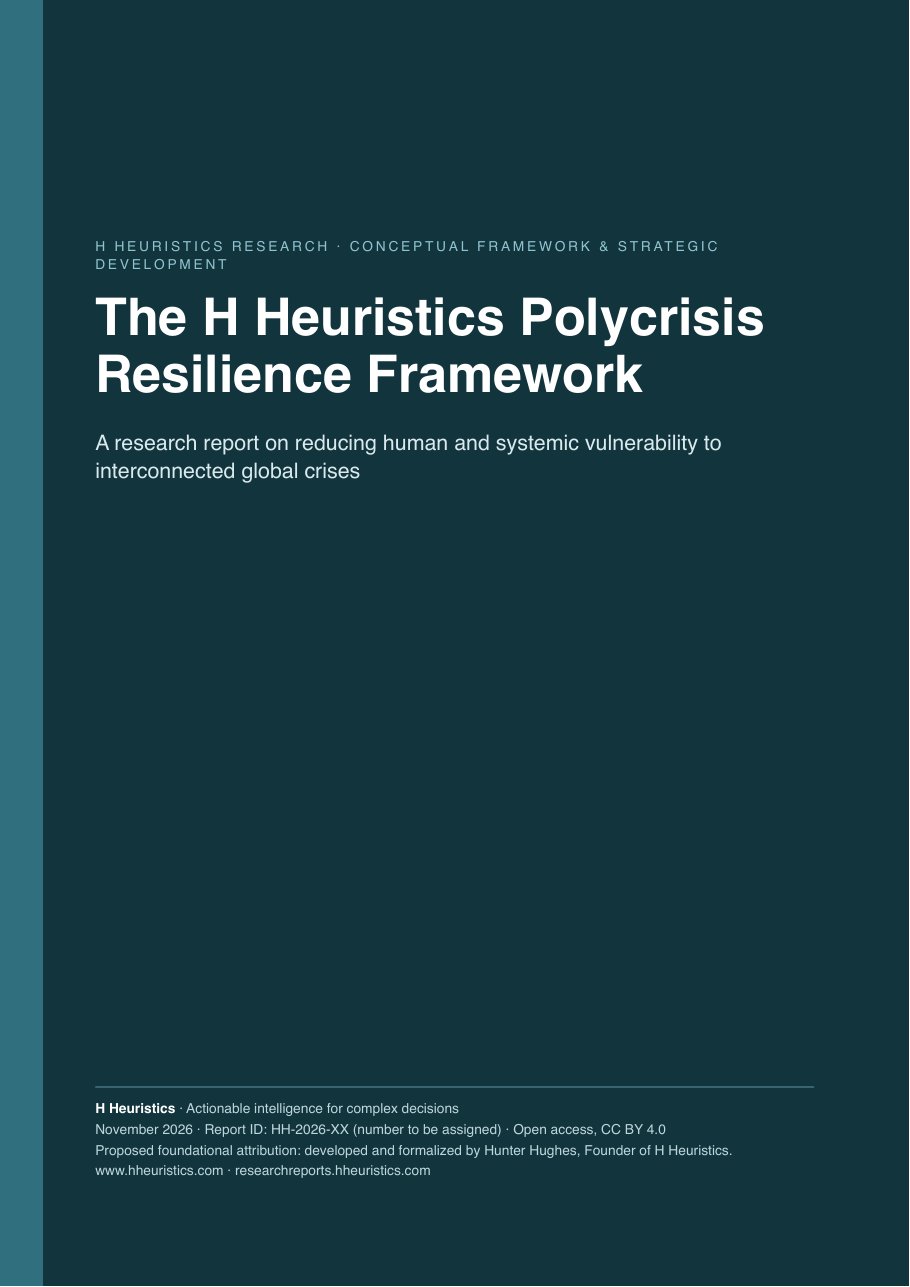 H HEURISTICS RESEARCH · CONCEPTUAL FRAMEWORK & STRATEGIC
DEVELOPMENT
The H Heuristics Polycrisis
Resilience Framework
A research report on reducing human and systemic vulnerability to
interconnected global crises
H Heuristics · Actionable intelligence for complex decisions
November 2026 · Report ID: HH-2026-XX (number to be assigned) · Open access, CC BY 4.0
Proposed foundational attribution: developed and formalized by Hunter Hughes, Founder of H Heuristics.
www.hheuristics.com · researchreports.hheuristics.com